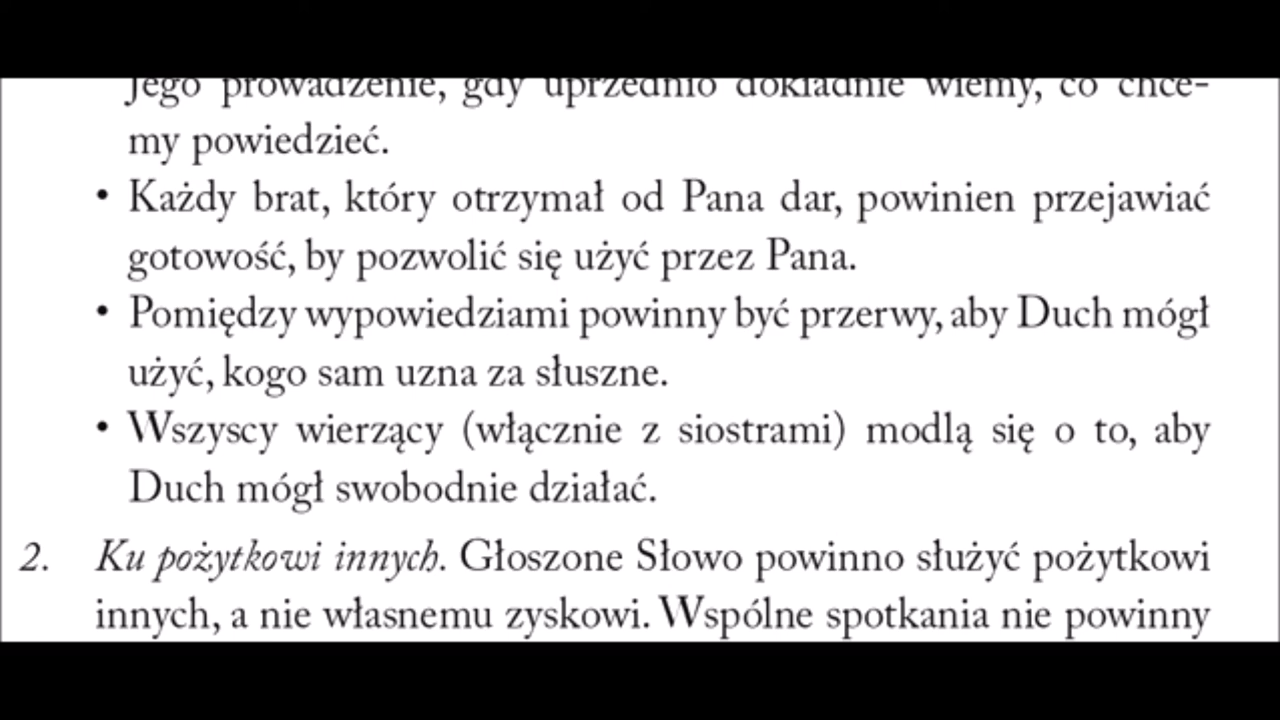 Jego prowadzenie, gdy uprzednio dokładnie wiemy, co chce-
my powiedzieć.
• Każdy brat, który otrzymał od Pana dar, powinien przejawiać
gotowość, by pozwolić się użyć przez Pana.
• Pomiędzy wypowiedziami powinny być przerwy, aby Duch mógł
użyć, kogo sam uzna za słuszne.
• Wszyscy wierzący (włącznie z siostrami) modlą się o to, aby
Duch mógł swobodnie działać.
2. Ku pożytkowi innych. Głoszone Słowo powinno służyć pożytkowi
innych, a nie własnemu zyskowi. Wspólne spotkania nie powinny